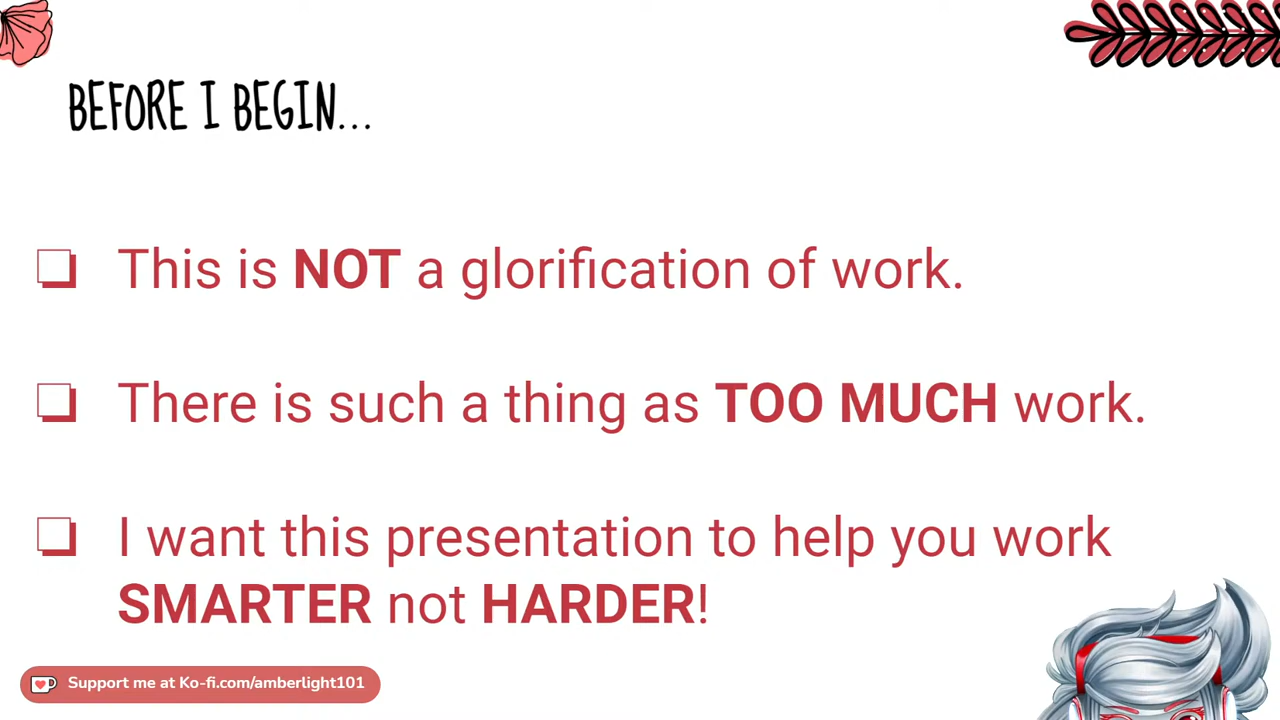 BEFORE I BEGIN...
This is NOT a glorification of work.
There is such a thing as TOO MUCH work.
I want this presentation to help you work
SMARTER not HARDER!
Support me at Ko-fi.com/amberlight101